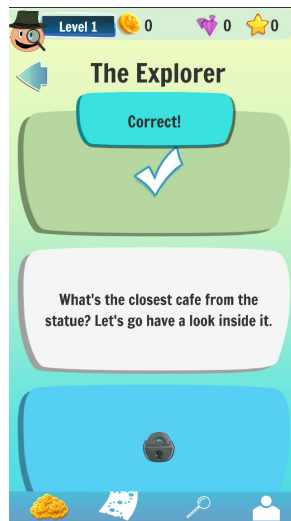 Level 1
0
0
0
The Explorer
Correct!
What's the closest cafe from the
statue? Let's go have a look inside it.